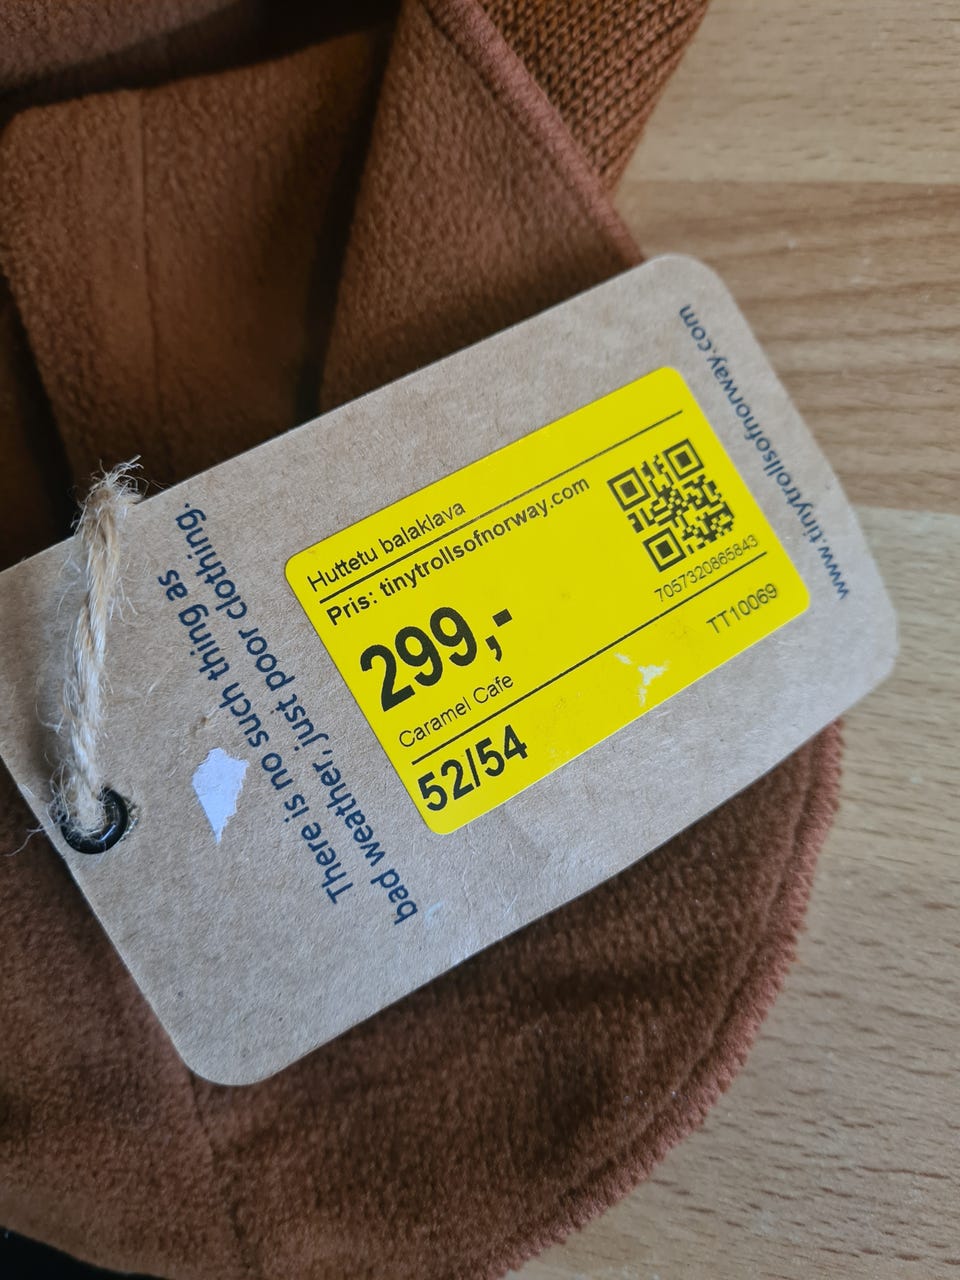 There is no such thing as
bad weather, just poor clothing.
Huttetu balaklava
Pris: tinytrollsofnorway.com
299,-
7057320865843
Caramel Cafe
TT10069
52/54
www.tinytrollsofnorway.com